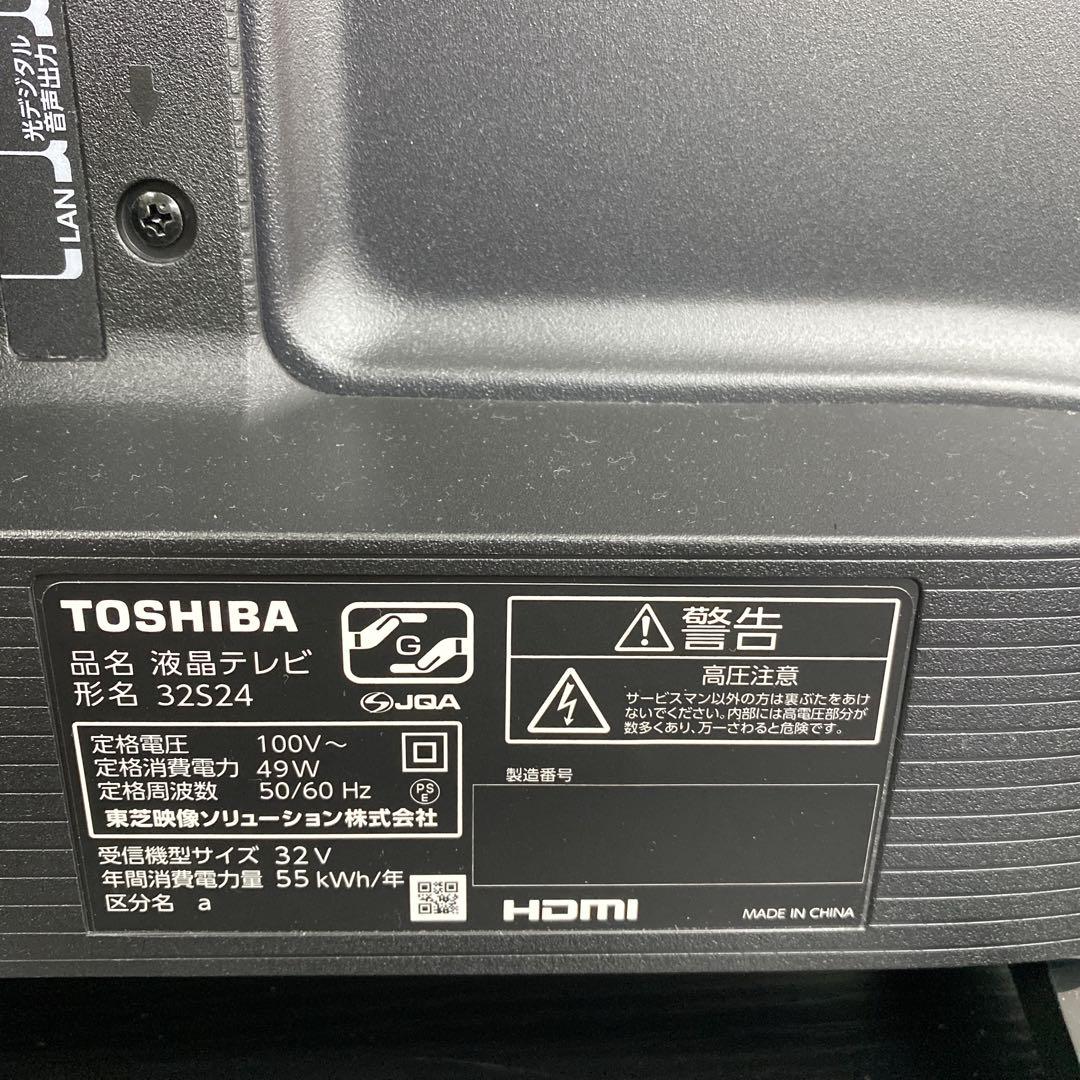 光デジタル
音声出力
LAN
TOSHIBA
品名 液晶テレビ
形名 32S24
G
JQA
定格電圧 100V～
定格消費電力 49W
定格周波数 50/60 Hz
PS
E
東芝映像ソリューション株式会社
受信機型サイズ 32V
年間消費電力量 55kWh/年
区分名 a
警告
高圧注意
サービスマン以外の方は裏ぶたをあけ
ないでください。内部には高電圧部分が
数多くあり、万一さわると危険です。
製造番号
HDMI
MADE IN CHINA